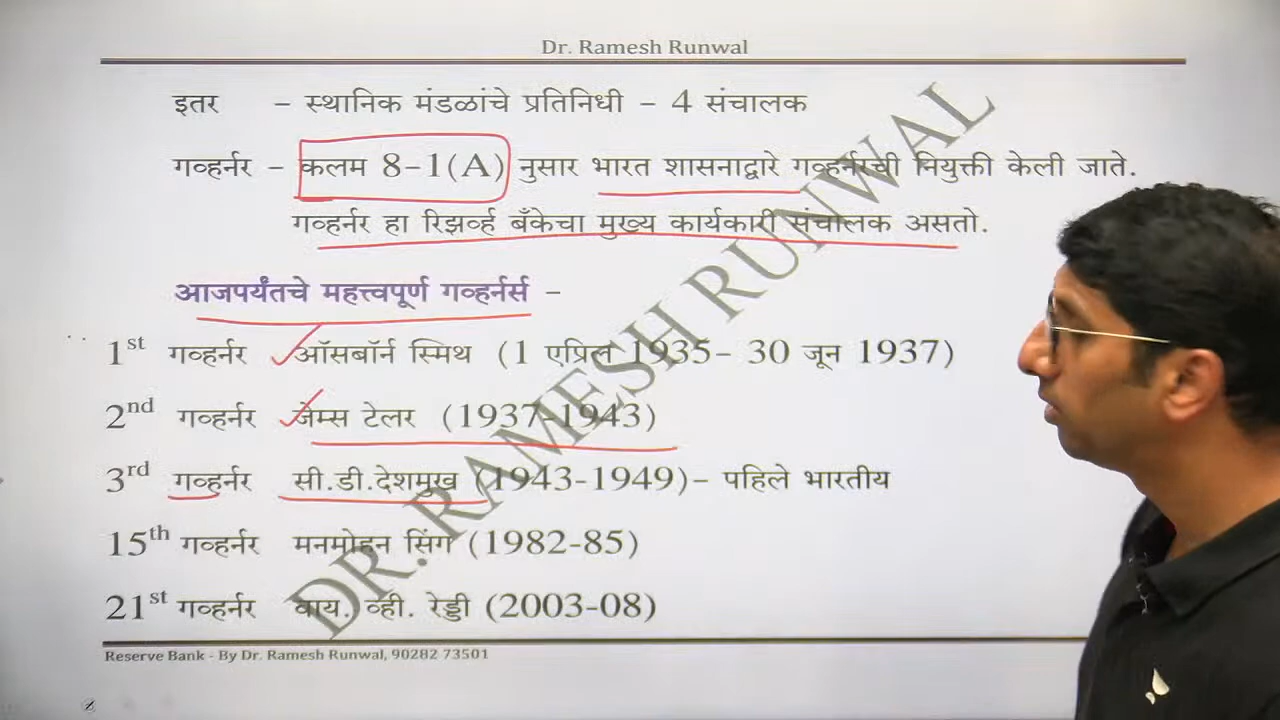 Dr. Ramesh Runwal
इतर – स्थानिक मंडळांचे प्रतिनिधी – 4 संचालक
गव्हर्नर – कलम 8-1(A) नुसार भारत शासनाद्वारे गव्हर्नरची नियुक्ती केली जाते.
गव्हर्नर हा रिझर्व्ह बँकेचा मुख्य कार्यकारी संचालक असतो.
आजपर्यंतचे महत्त्वपूर्ण गव्हर्नर्स –
1st गव्हर्नर ऑसबॉर्न स्मिथ (1 एप्रिल 1935- 30 जून 1937)
2nd गव्हर्नर जेम्स टेलर (1937-1943)
3rd गव्हर्नर सी.डी.देशमुख (1943-1949)- पहिले भारतीय
15th गव्हर्नर मनमोहन सिंग (1982-85)
21st गव्हर्नर वाय. व्ही. रेड्डी (2003-08)
DR. RAMESH RUNWAL
Reserve Bank - By Dr. Ramesh Runwal, 90282 73501